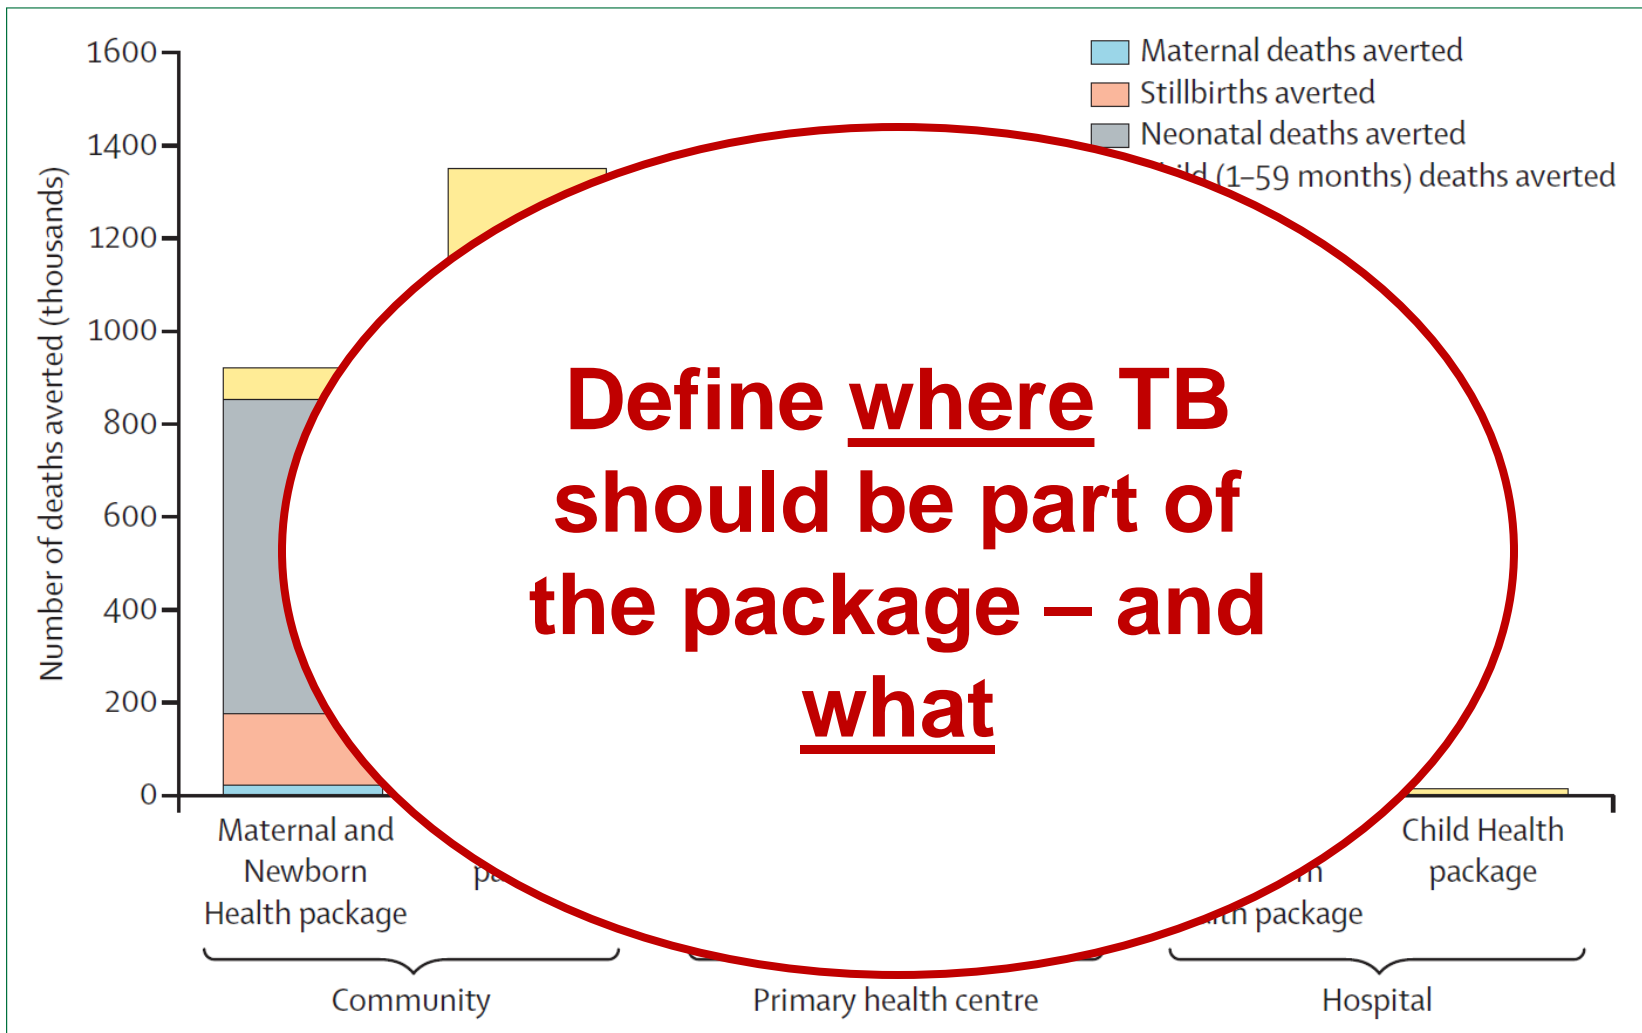 1600
1400
1200
1000
800
600
400
200
0
Number of deaths averted (thousands)
Maternal deaths averted
Stillbirths averted
Neonatal deaths averted
(1–59 months) deaths averted
Define where TB
should be part of
the package – and
what
Maternal and
Newborn
Health package
package
Child Health
package
Community
Primary health centre
Hospital